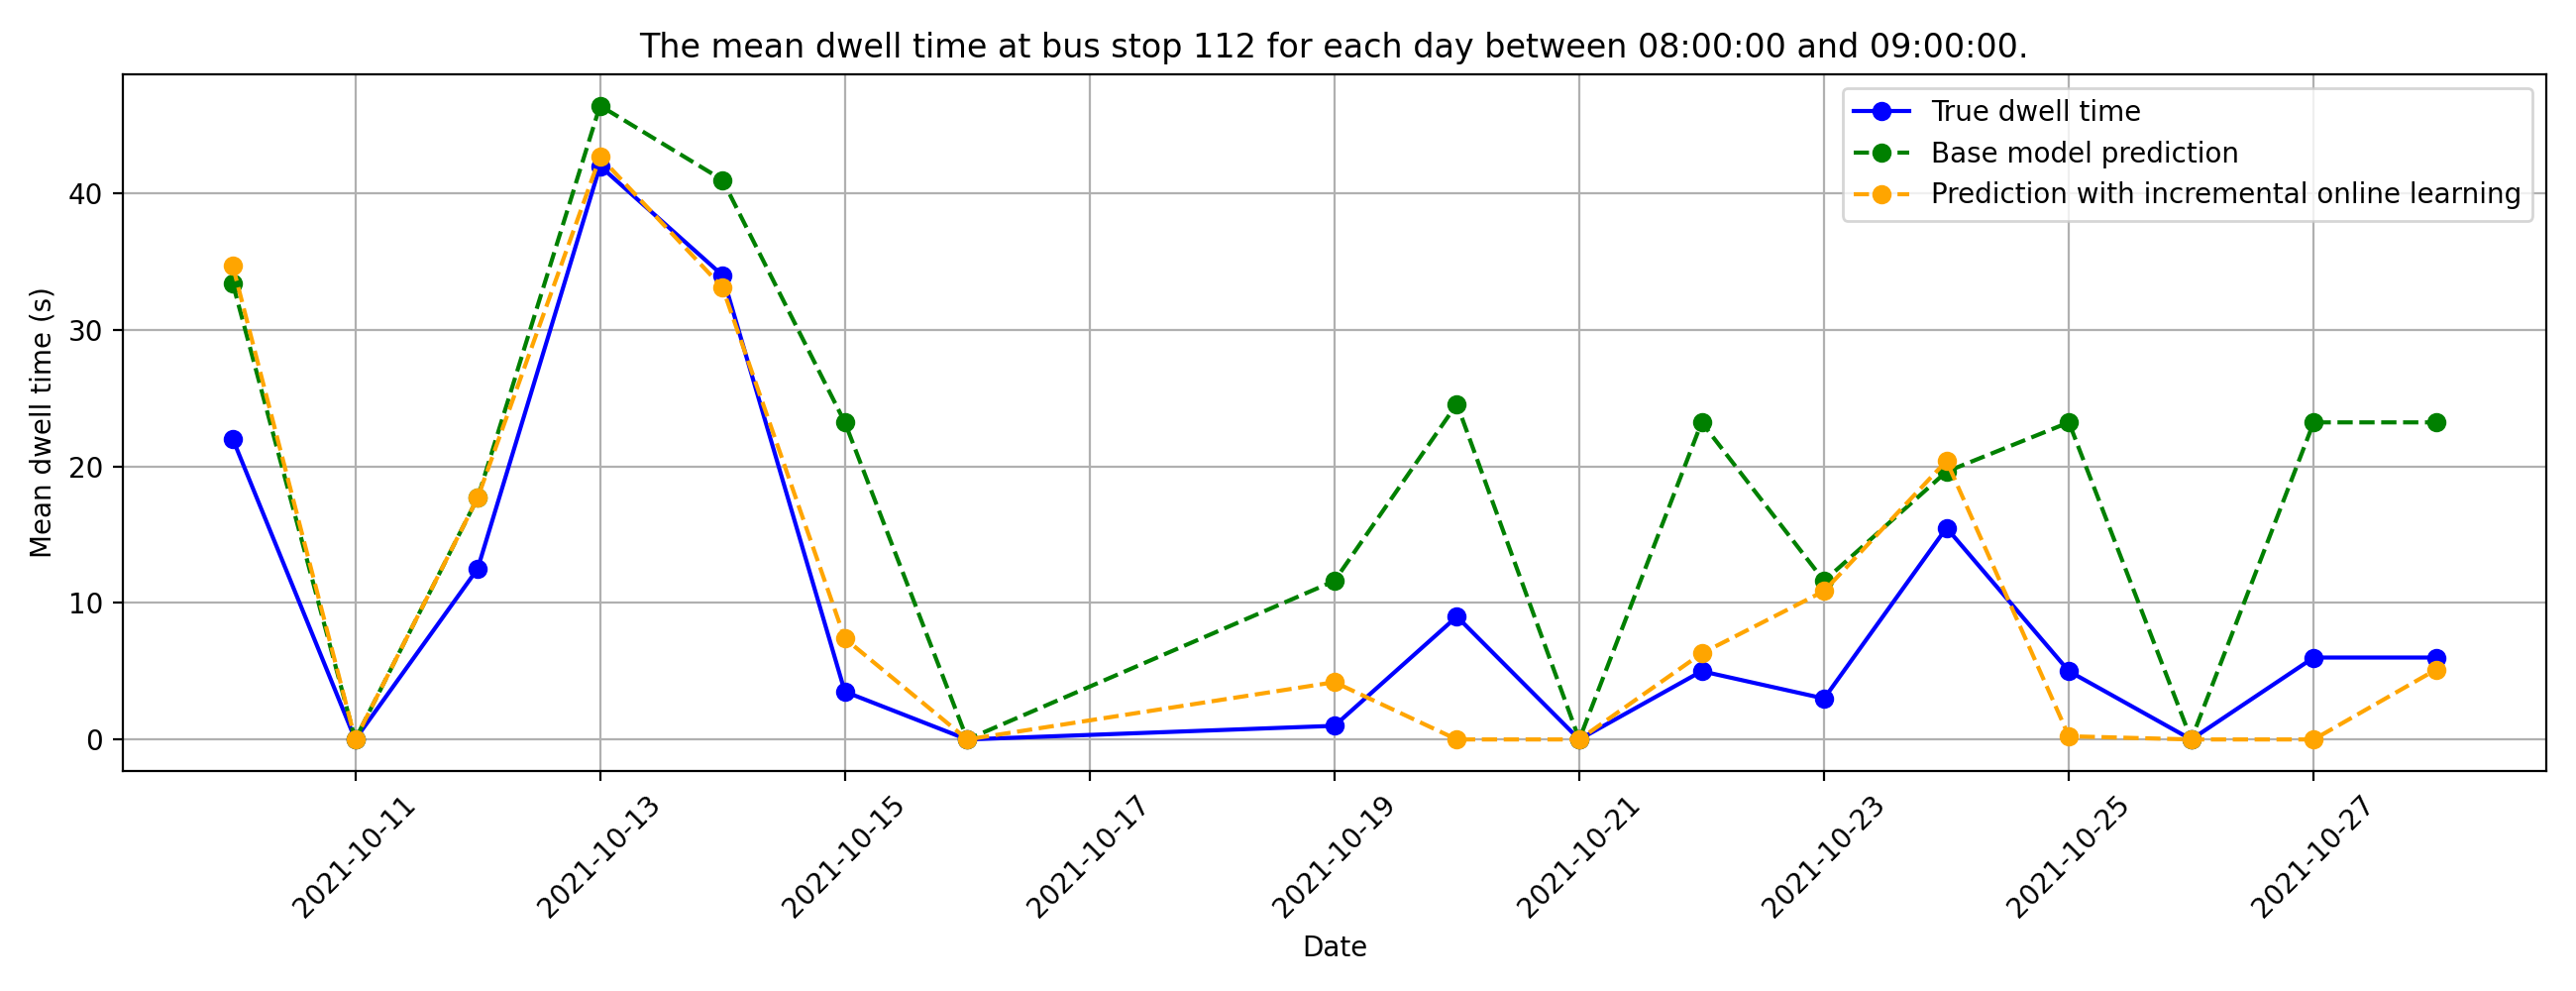 The mean dwell time at bus stop 112 for each day between 08:00:00 and 09:00:00.
True dwell time
Base model prediction
Prediction with incremental online learning
Mean dwell time (s)
40
30
20
10
0
2021-10-11
2021-10-13
2021-10-15
2021-10-17
2021-10-19
2021-10-21
2021-10-23
2021-10-25
2021-10-27
Date